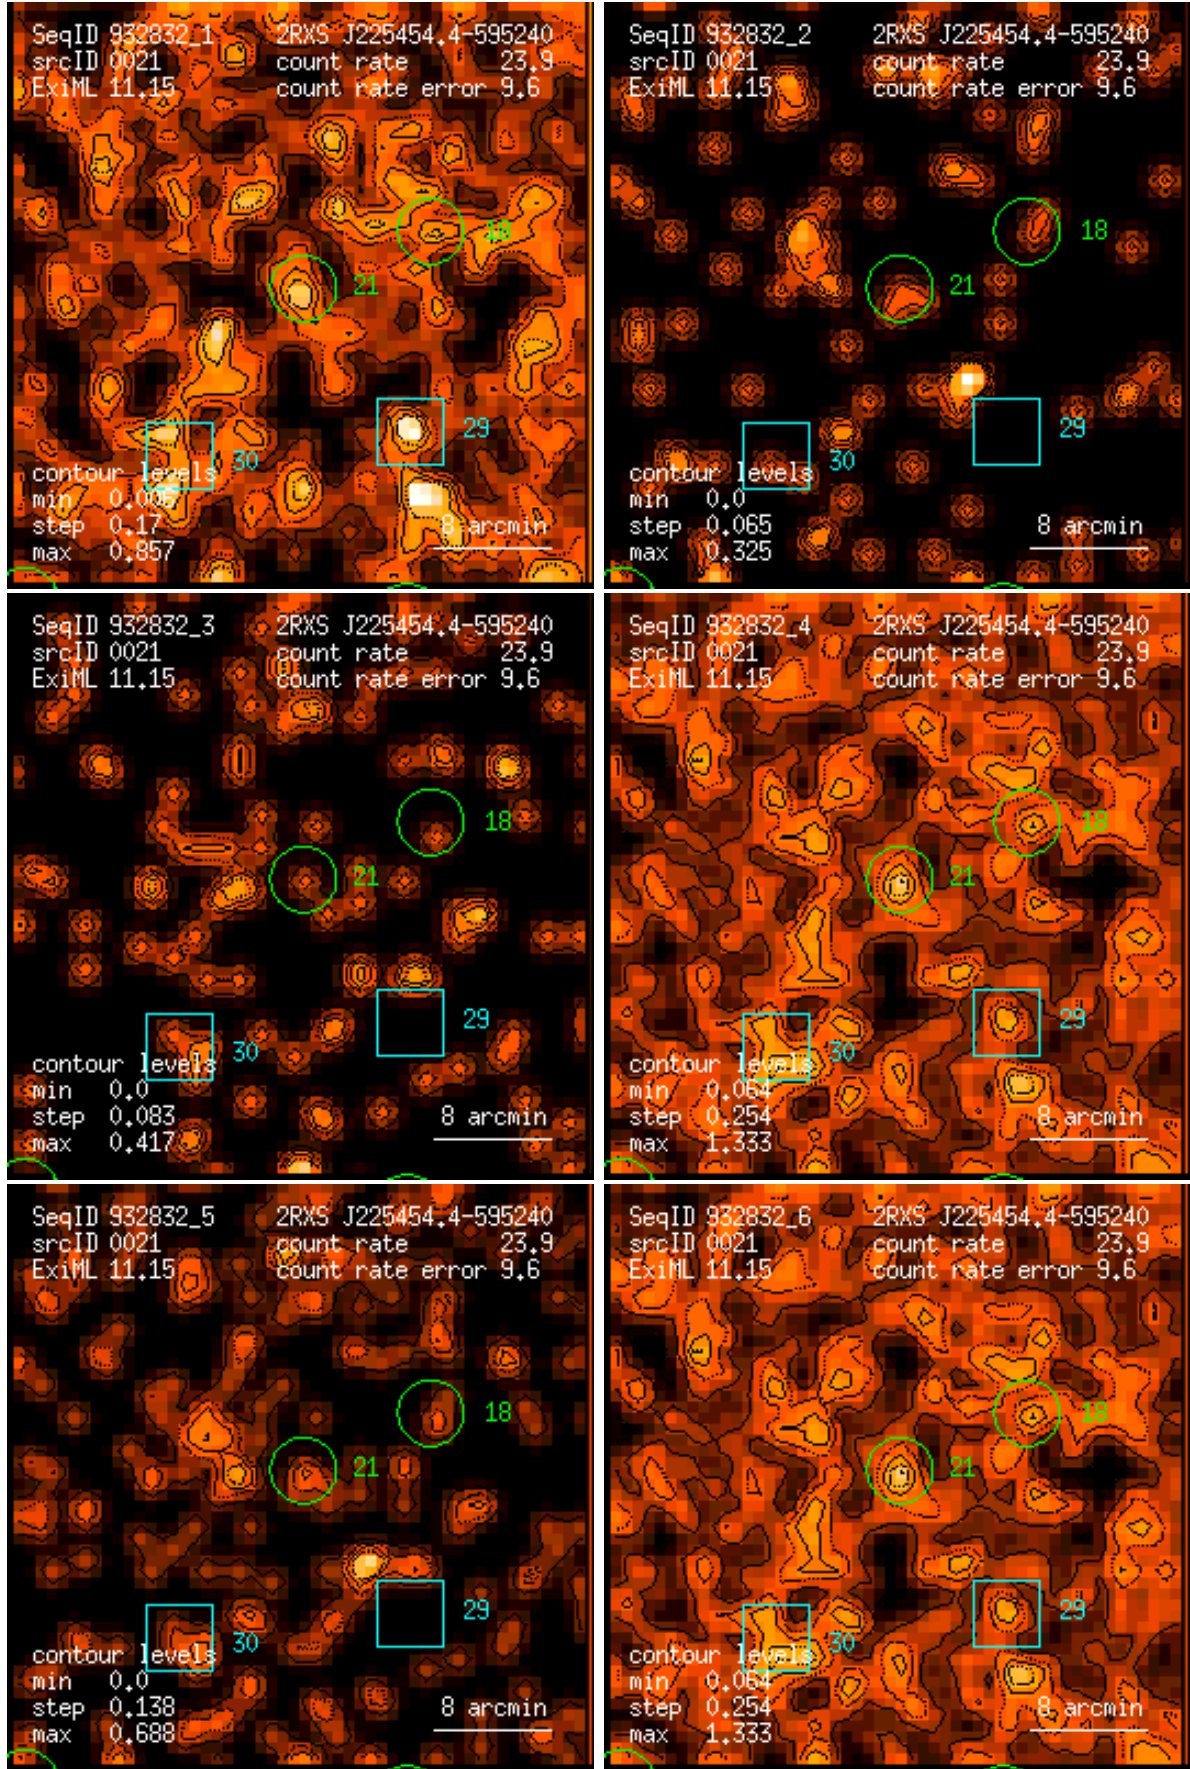 SeqID 932832_1 2RXS J225454.4-595240
srcID 0021 count rate 23.9
ExiML 11.15 count rate error 9.6
18
21
29
30
contour levels
min 0.006
step 0.17 8 arcmin
max 0.857
SeqID 932832_2 2RXS J225454.4-595240
srcID 0021 count rate 23.9
ExiML 11.15 count rate error 9.6
18
21
29
30
contour levels
min 0.0
step 0.065 8 arcmin
max 0.325
SeqID 932832_3 2RXS J225454.4-595240
srcID 0021 count rate 23.9
ExiML 11.15 count rate error 9.6
18
21
29
30
contour levels
min 0.0
step 0.083 8 arcmin
max 0.417
SeqID 932832_4 2RXS J225454.4-595240
srcID 0021 count rate 23.9
ExiML 11.15 count rate error 9.6
18
21
29
30
contour levels
min 0.064
step 0.254 8 arcmin
max 1.333
SeqID 932832_5 2RXS J225454.4-595240
srcID 0021 count rate 23.9
ExiML 11.15 count rate error 9.6
18
21
29
30
contour levels
min 0.0
step 0.138 8 arcmin
max 0.688
SeqID 932832_6 2RXS J225454.4-595240
srcID 0021 count rate 23.9
ExiML 11.15 count rate error 9.6
18
21
29
30
contour levels
min 0.064
step 0.254 8 arcmin
max 1.333